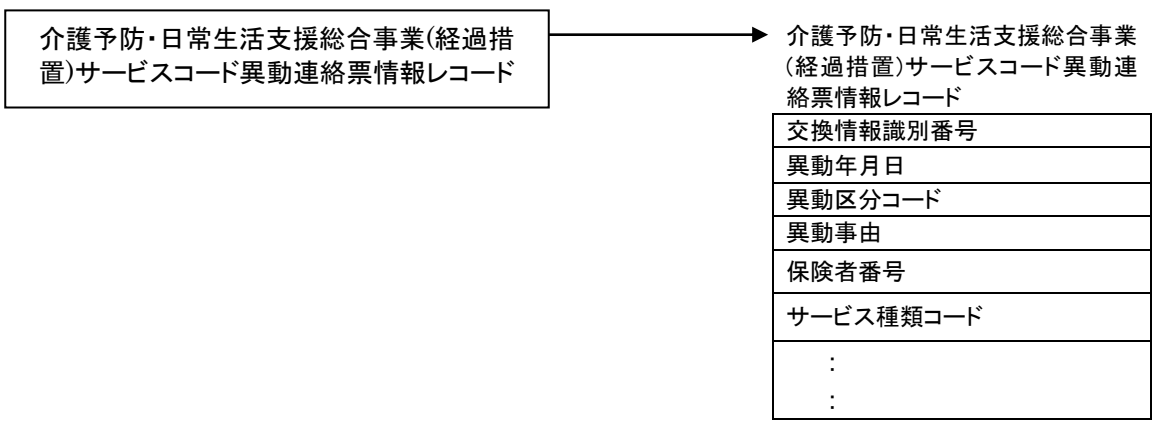 介護予防・日常生活支援総合事業(経過措
置)サービスコード異動連絡票情報レコード
介護予防・日常生活支援総合事業
(経過措置)サービスコード異動連
絡票情報レコード
交換情報識別番号
異動年月日
異動区分コード
異動事由
保険者番号
サービス種類コード
:
: